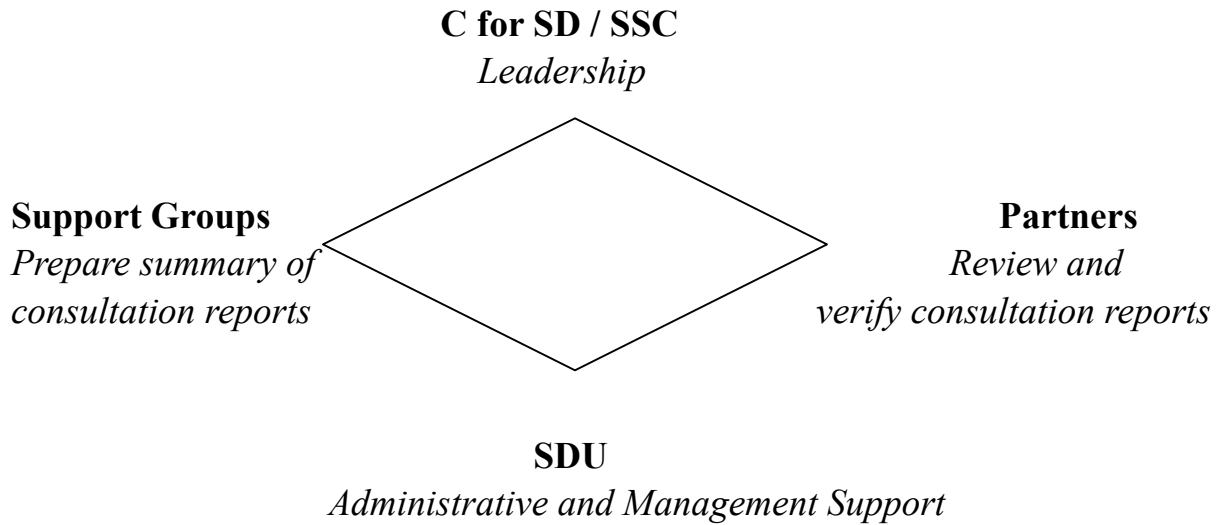 C for SD / SSC
Leadership
Support Groups
Prepare summary of
consultation reports
Partners
Review and
verify consultation reports
SDU
Administrative and Management Support